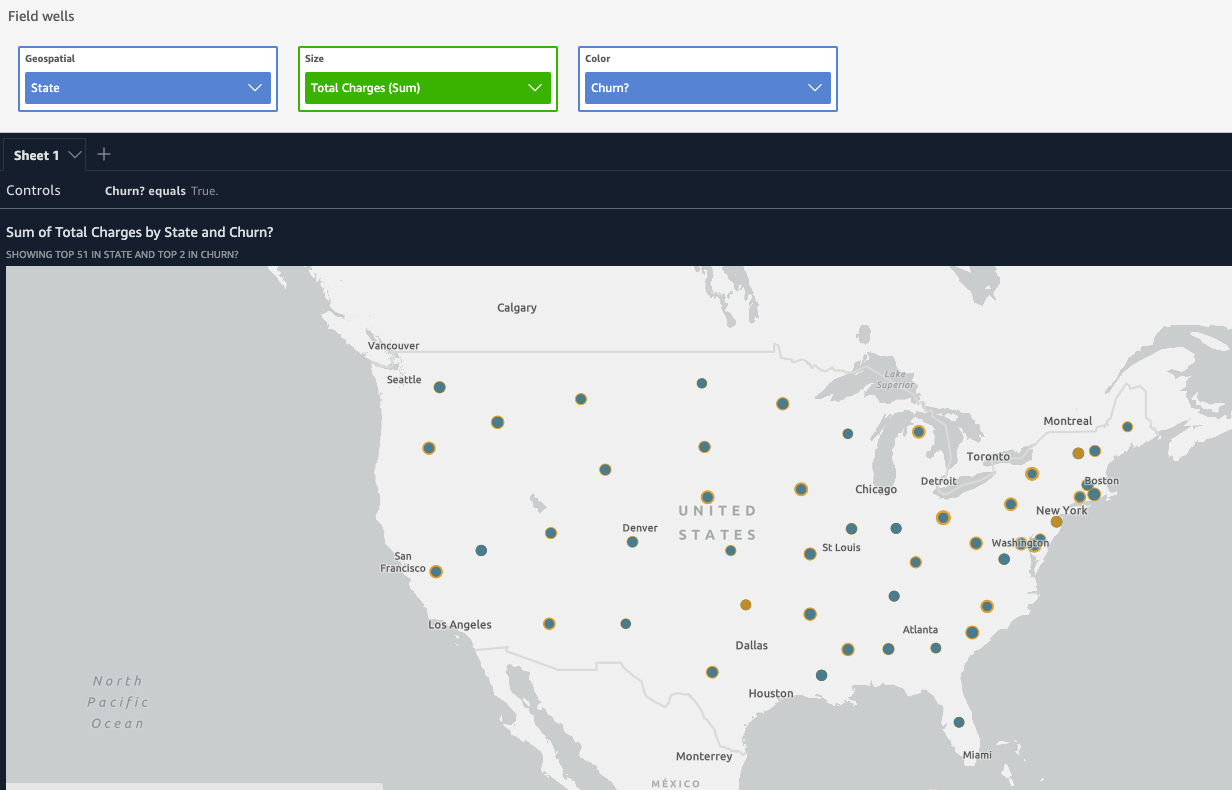 Field wells
Geospatial
Size
Color
State
Total Charges (Sum)
Churn?
Sheet 1
Controls
Churn? equals True.
Sum of Total Charges by State and Churn?
SHOWING TOP 51 IN STATE AND TOP 2 IN CHURN?
Calgary
Vancouver
Seattle
Lake
Superior
Montreal
Toronto
Boston
Detroit
Chicago
New York
UNITED
STATES
Denver
Washington
St Louis
San
Francisco
Los Angeles
Atlanta
Dallas
Houston
North
Pacific
Ocean
Miami
Monterrey
MÉXICO